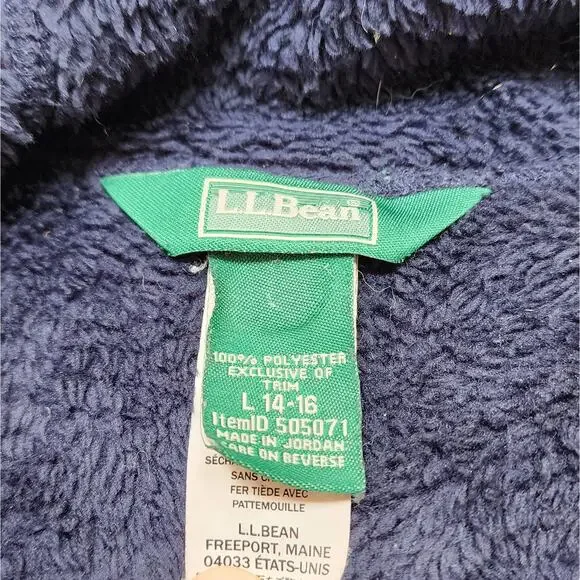 L.L.Bean®
100% POLYESTER
EXCLUSIVE OF
TRIM
L 14-16
ItemID 505071
MADE IN JORDAN
CARE ON REVERSE
SANS
FER TIÈDE AVEC
PATTEMOUILLE
L.L.BEAN
FREEPORT, MAINE
04033 ÉTATS-UNIS